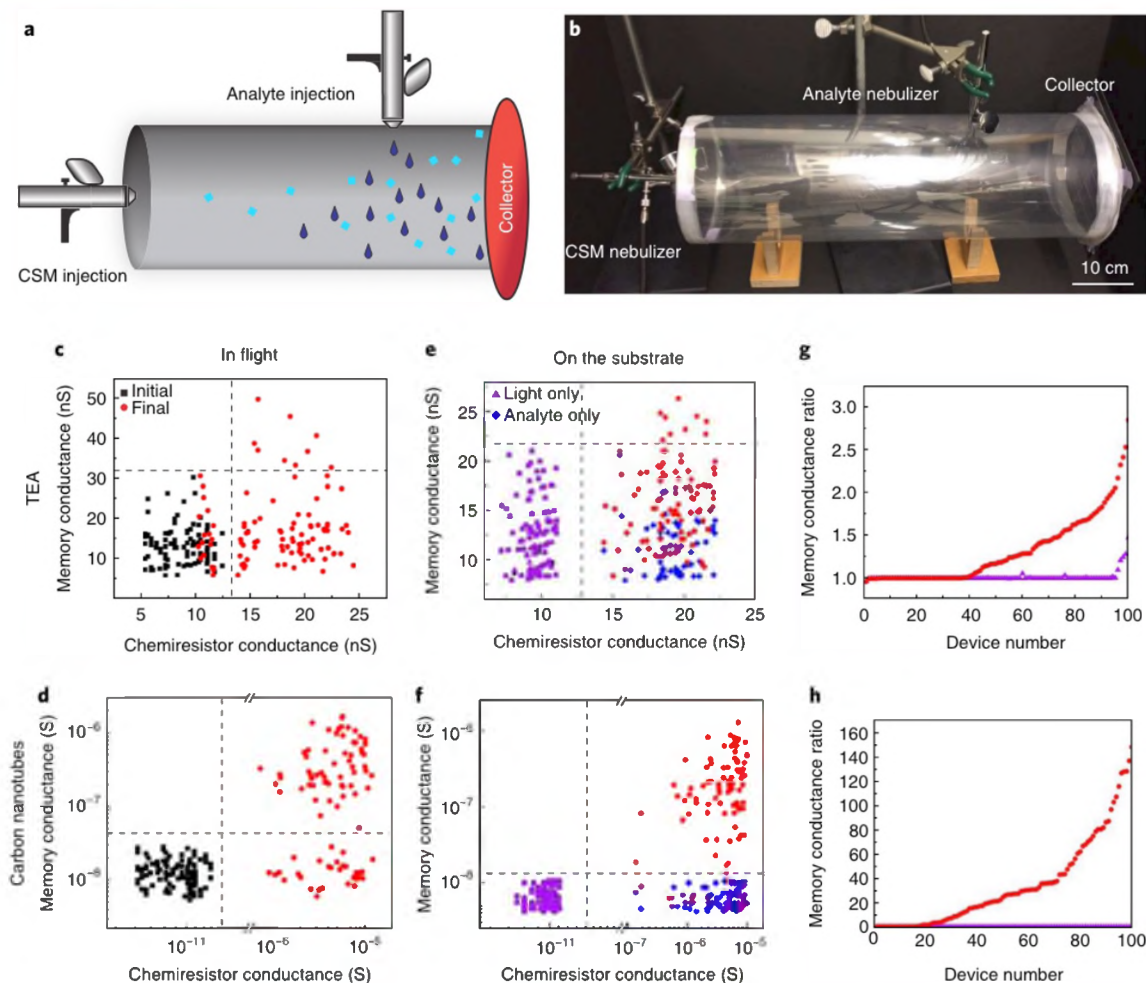 a
Analyte injection
CSM injection
Collector
b
Analyte nebulizer
Collector
CSM nebulizer
10 cm
c
In flight
TEA
Memory conductance (nS)
50
40
30
20
10
Initial
Final
5
10
15
20
25
Chemiresistor conductance (nS)
e
On the substrate
Memory conductance (nS)
25
20
15
10
Light only
Analyte only
10
15
20
25
Chemiresistor conductance (nS)
g
Memory conductance ratio
3.0
2.5
2.0
1.5
1.0
0
20
40
60
80
100
Device number
d
Carbon nanotubes
Memory conductance (S)
10⁻⁶
10⁻⁷
10⁻⁸
10⁻¹¹
10⁻⁶
10⁻⁵
Chemiresistor conductance (S)
f
Memory conductance (S)
10⁻⁶
10⁻⁷
10⁻⁸
10⁻¹¹
10⁻⁷
10⁻⁶
10⁻⁵
Chemiresistor conductance (S)
h
Memory conductance ratio
160
140
120
100
80
60
40
20
0
0
20
40
60
80
100
Device number